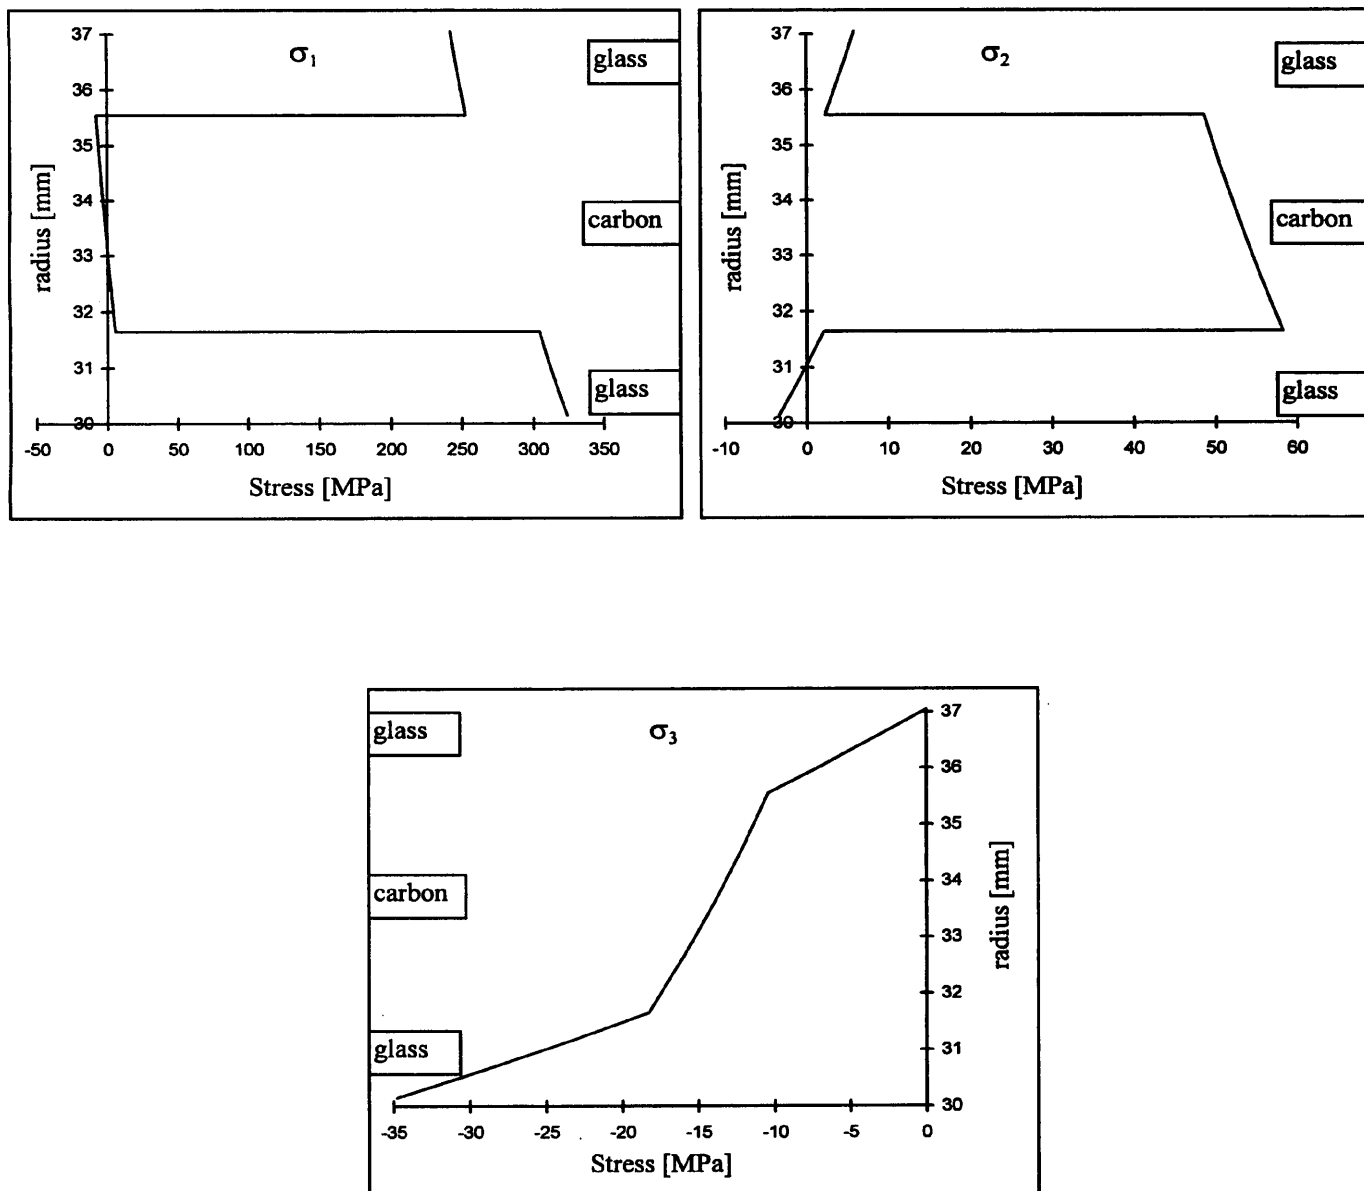 σ1
37
36
35
34
33
32
31
30
radius [mm]
glass
carbon
glass
-50 0 50 100 150 200 250 300 350
Stress [MPa]
σ2
37
36
35
34
33
32
31
30
radius [mm]
glass
carbon
glass
-10 0 10 20 30 40 50 60
Stress [MPa]
σ3
glass
carbon
glass
37
36
35
34
33
32
31
30
radius [mm]
-35 -30 -25 -20 -15 -10 -5 0
Stress [MPa]